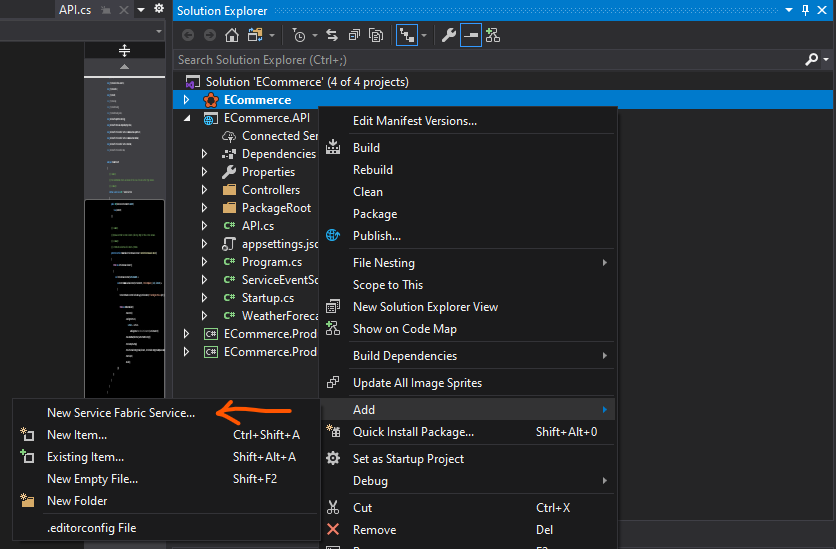 API.cs
Solution Explorer
Search Solution Explorer (Ctrl+;)
Solution 'ECommerce' (4 of 4 projects)
ECommerce
ECommerce.API
Connected Ser
Dependencies
Properties
Controllers
PackageRoot
API.cs
appsettings.jsc
Program.cs
ServiceEventSc
Startup.cs
WeatherForeca
ECommerce.Prod
ECommerce.Prod
Edit Manifest Versions...
Build
Rebuild
Clean
Package
Publish...
File Nesting
Scope to This
New Solution Explorer View
Show on Code Map
Build Dependencies
Update All Image Sprites
Add
Quick Install Package... Shift+Alt+0
Set as Startup Project
Debug
Cut Ctrl+X
Remove Del
New Service Fabric Service...
New Item... Ctrl+Shift+A
Existing Item... Shift+Alt+A
New Empty File... Shift+F2
New Folder
.editorconfig File